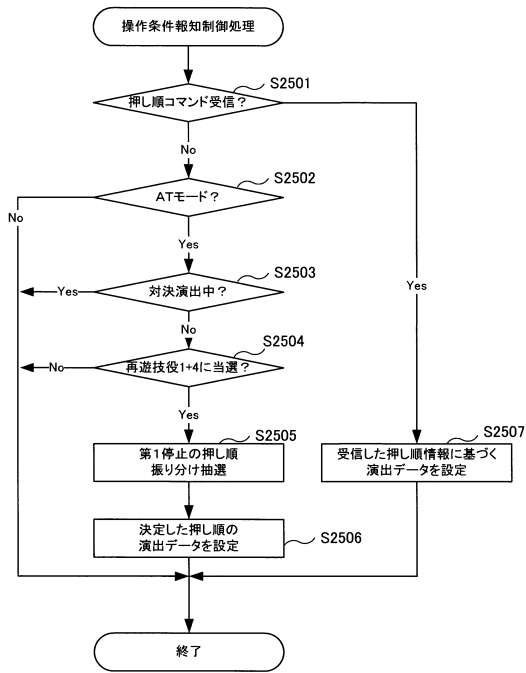 操作条件報知制御処理
S2501
押し順コマンド受信？
No
S2502
ATモード？
No
Yes
S2503
対決演出中？
Yes
Yes
No
S2504
再遊技役1+4に当選？
No
Yes
S2505
第１停止の押し順
振り分け抽選
S2507
受信した押し順情報に基づく
演出データを設定
決定した押し順の
演出データを設定
S2506
終了